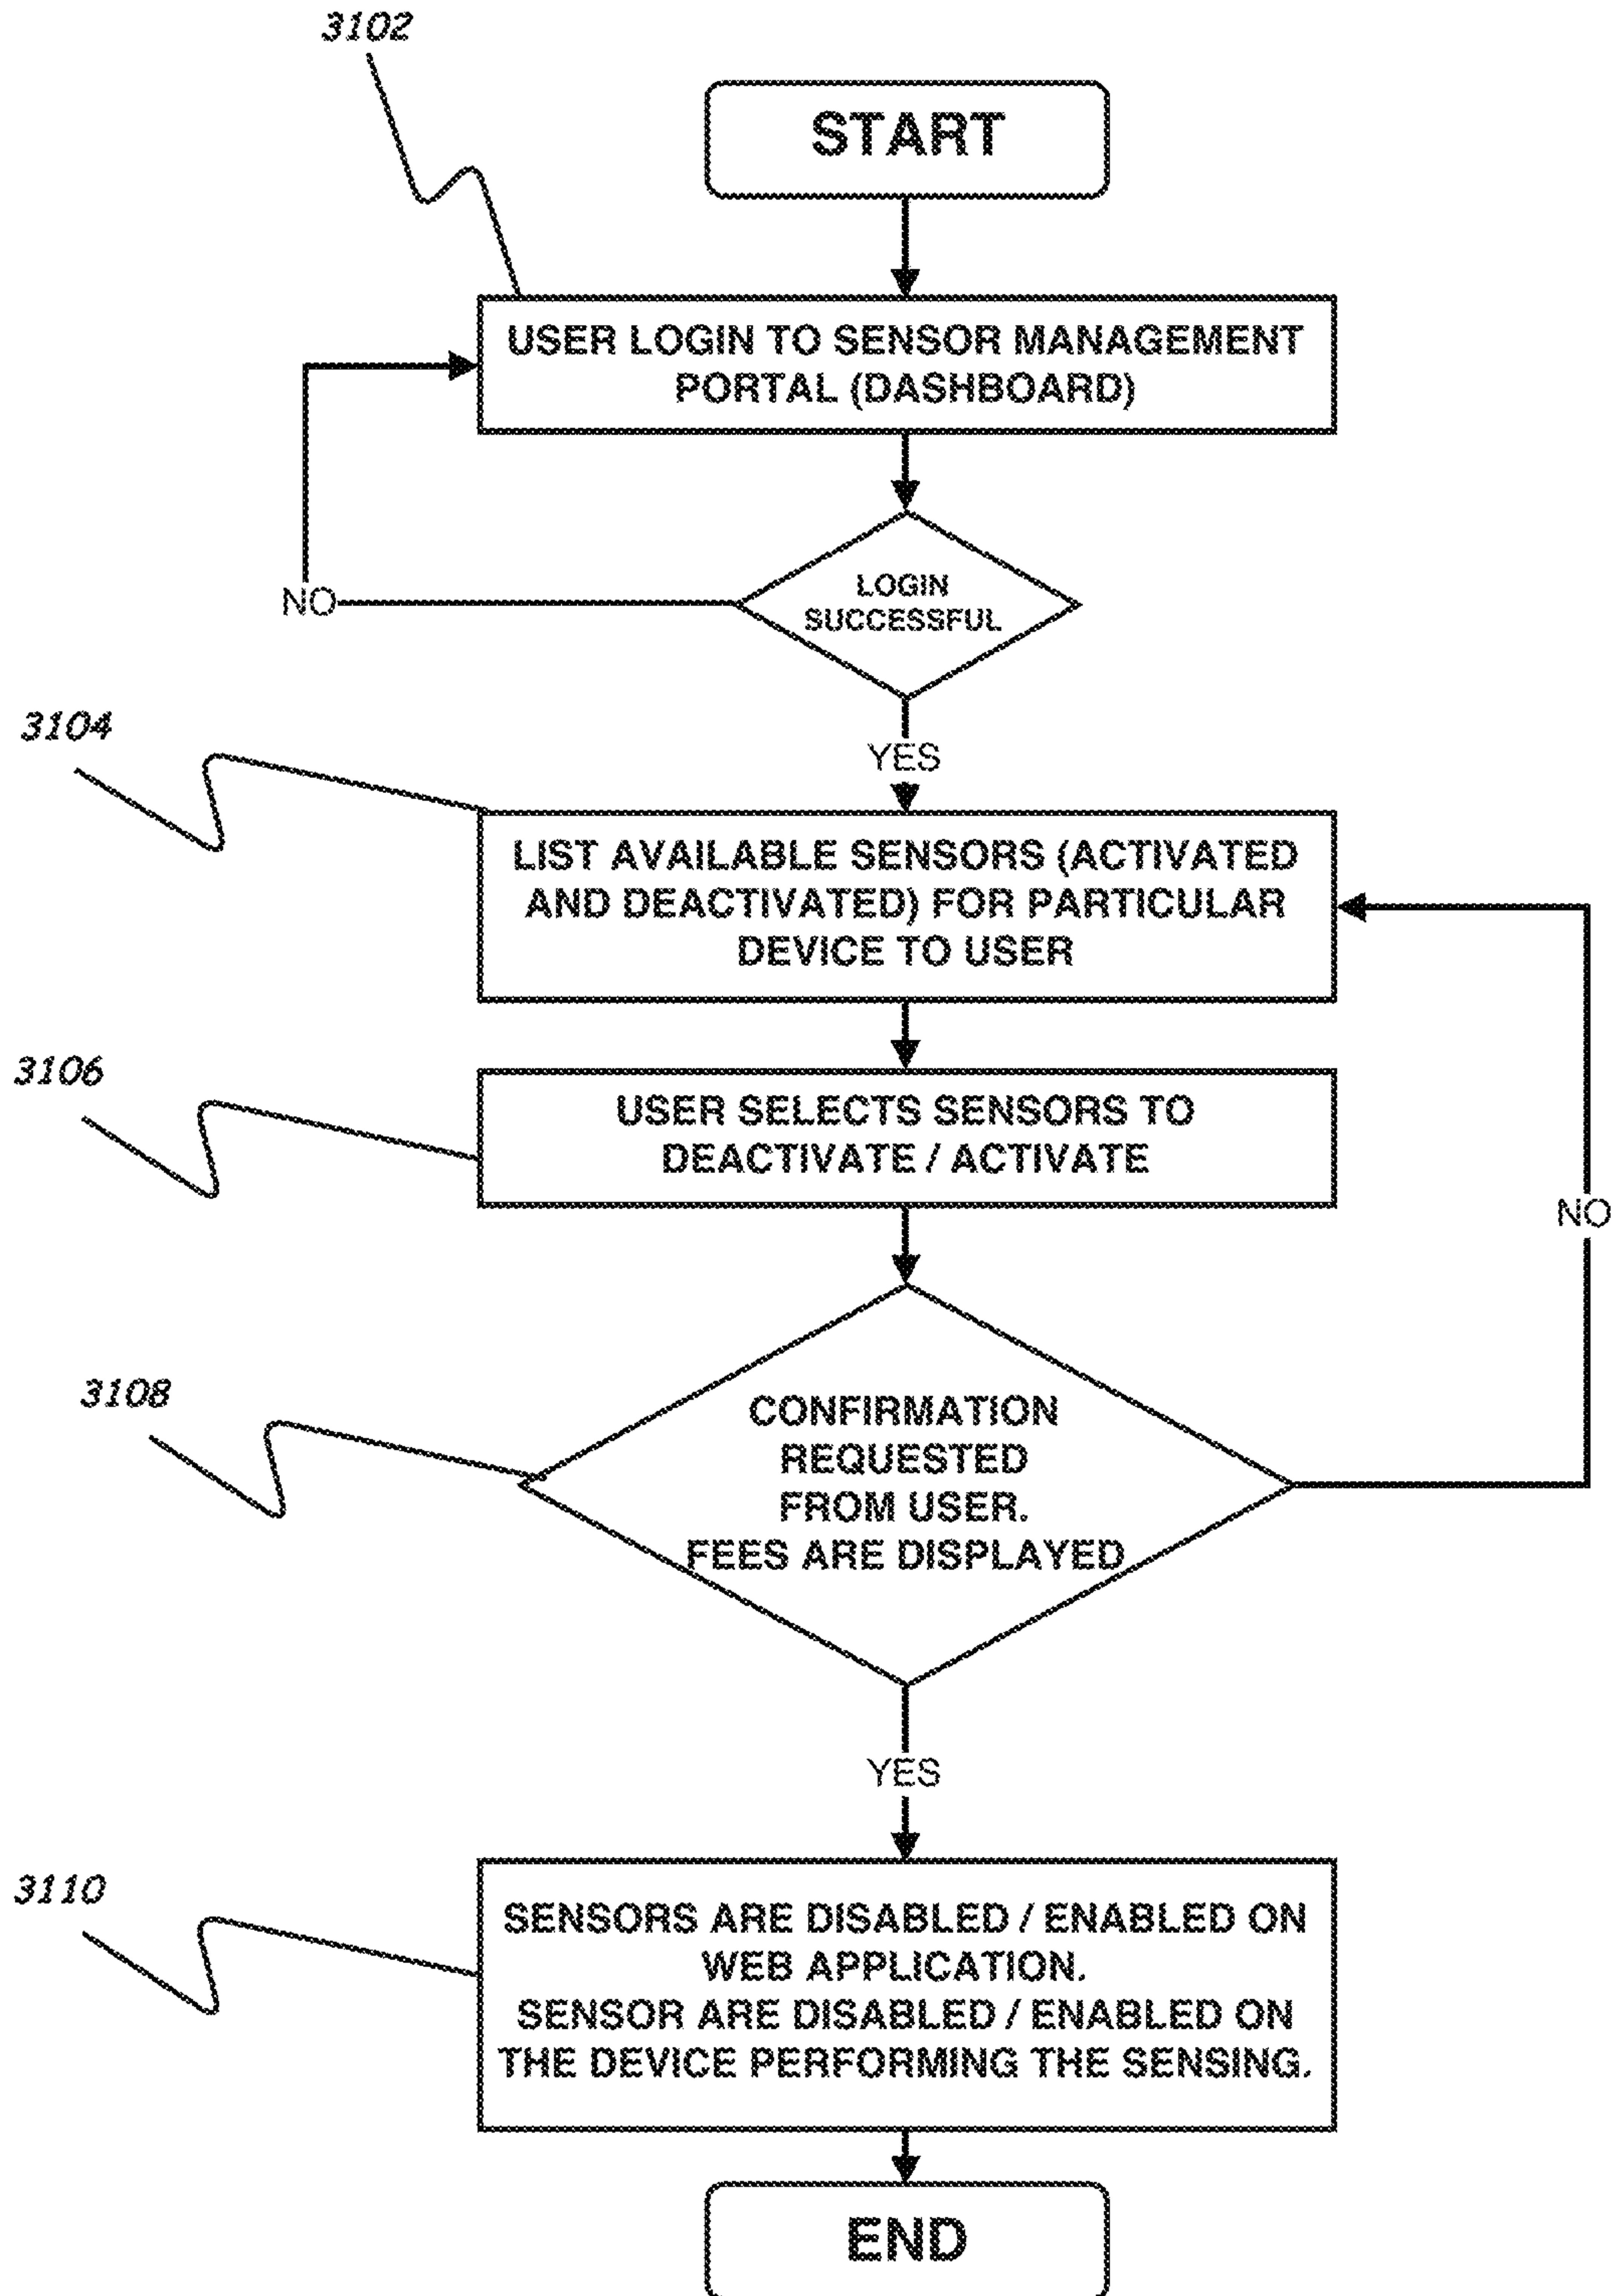 3102
START
USER LOGIN TO SENSOR MANAGEMENT
PORTAL (DASHBOARD)
LOGIN
SUCCESSFUL
NO
3104
YES
LIST AVAILABLE SENSORS (ACTIVATED
AND DEACTIVATED) FOR PARTICULAR
DEVICE TO USER
3106
USER SELECTS SENSORS TO
DEACTIVATE / ACTIVATE
NO
3108
CONFIRMATION
REQUESTED
FROM USER.
FEES ARE DISPLAYED
YES
3110
SENSORS ARE DISABLED / ENABLED ON
WEB APPLICATION.
SENSOR ARE DISABLED / ENABLED ON
THE DEVICE PERFORMING THE SENSING.
END